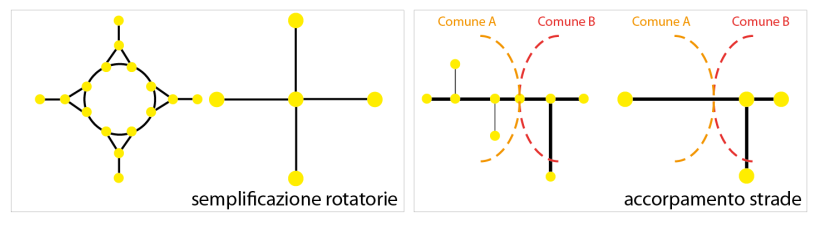 semplificazione rotatorie
Comune A
Comune B
Comune A
Comune B
accorpamento strade